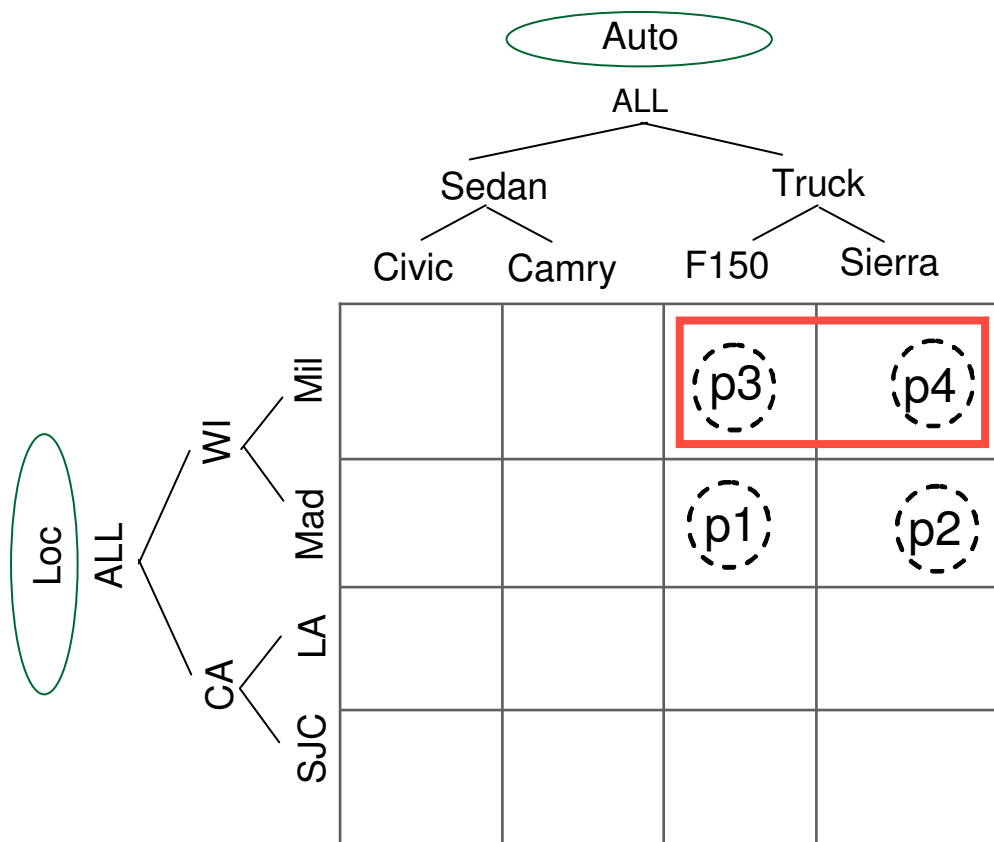 Auto
ALL
Sedan Truck
Civic Camry F150 Sierra
Loc
ALL
WI
CA
Mil
Mad
LA
SJC
p3 p4
p1 p2